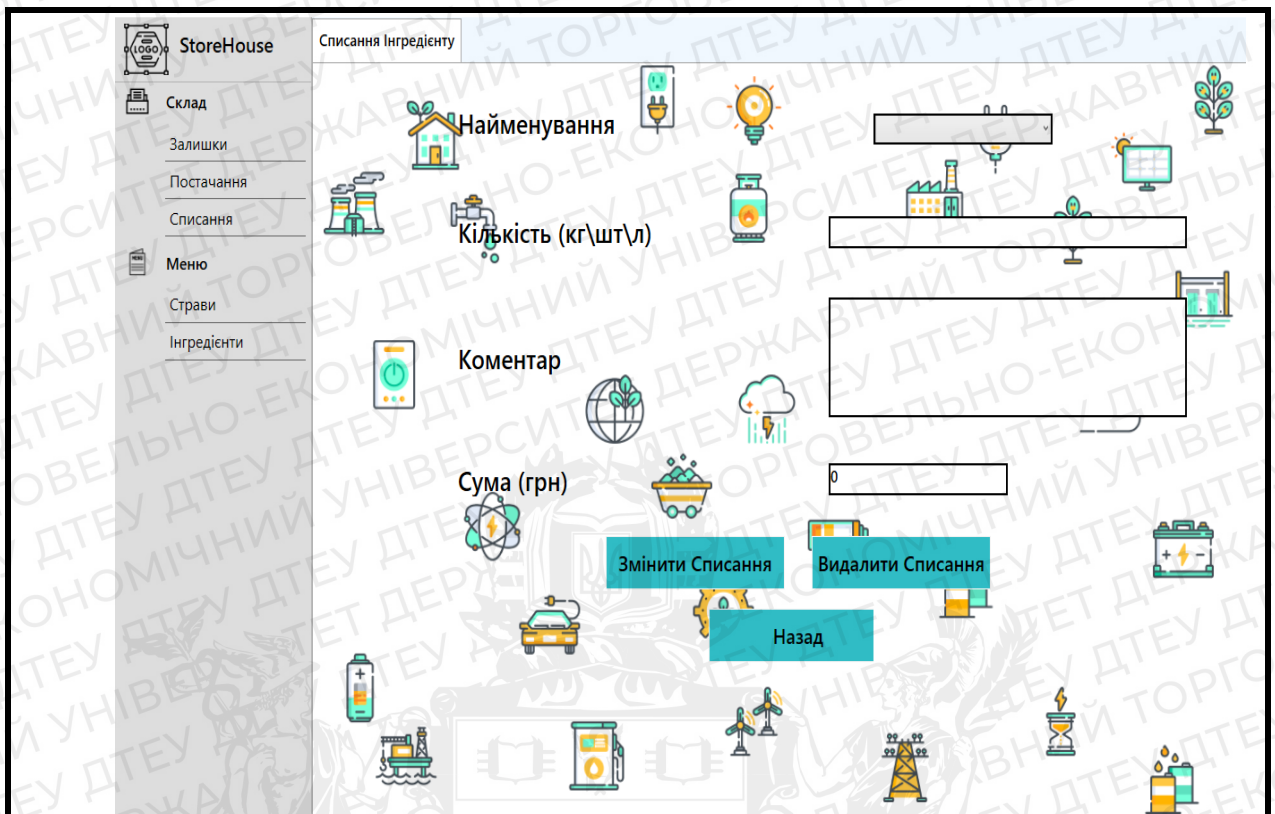 LOGO
StoreHouse
Списання Інгредієнту
Склад
Залишки
Постачання
Списання
MENU
Меню
Страви
Інгредієнти
Найменування
Кількість (кг\шт\л)
Коментар
Сума (грн)
0
Змінити Списання
Видалити Списання
Назад